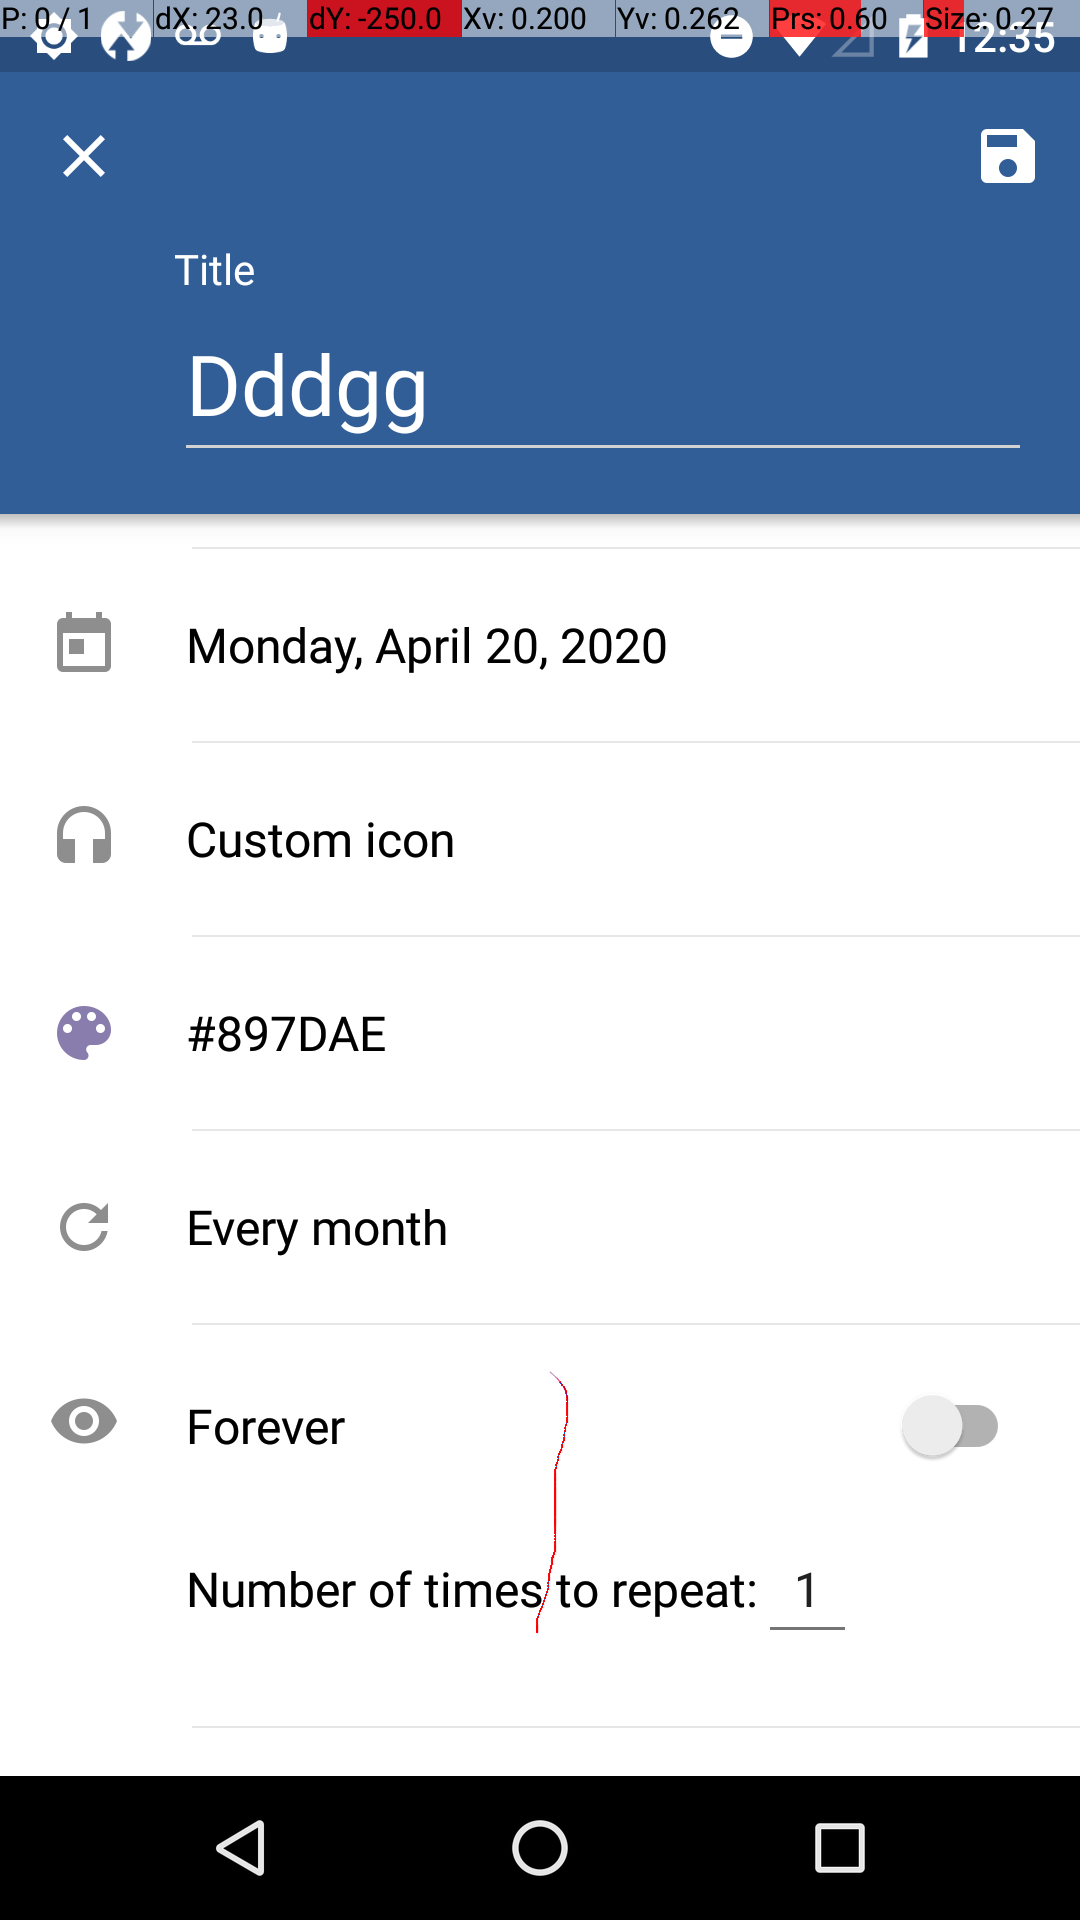 P: 0 / 1 dX: 23.0 dY: -250.0 Xv: 0.200 Yv: 0.262 Prs: 0.60 Size: 0.27
12:35
Title
Dddgg
Monday, April 20, 2020
Custom icon
#897DAE
Every month
Forever
Number of times to repeat: 1